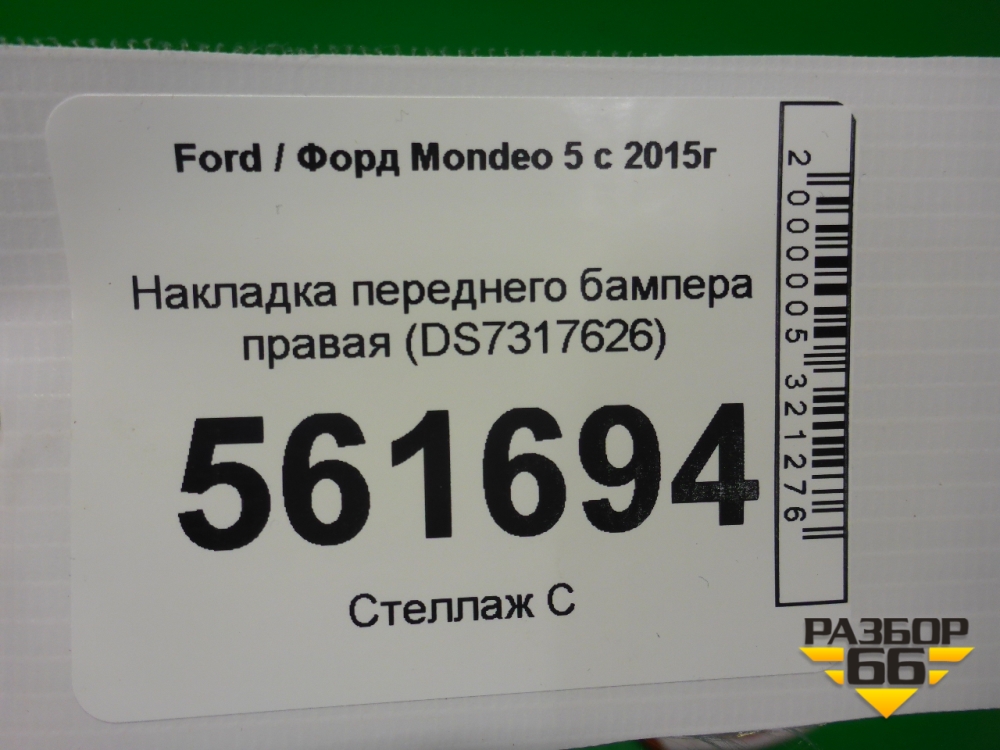 Ford / Форд Mondeo 5 с 2015г
Накладка переднего бампера
правая (DS7317626)
561694
Стеллаж С
2000005321276
РАЗБОР
66